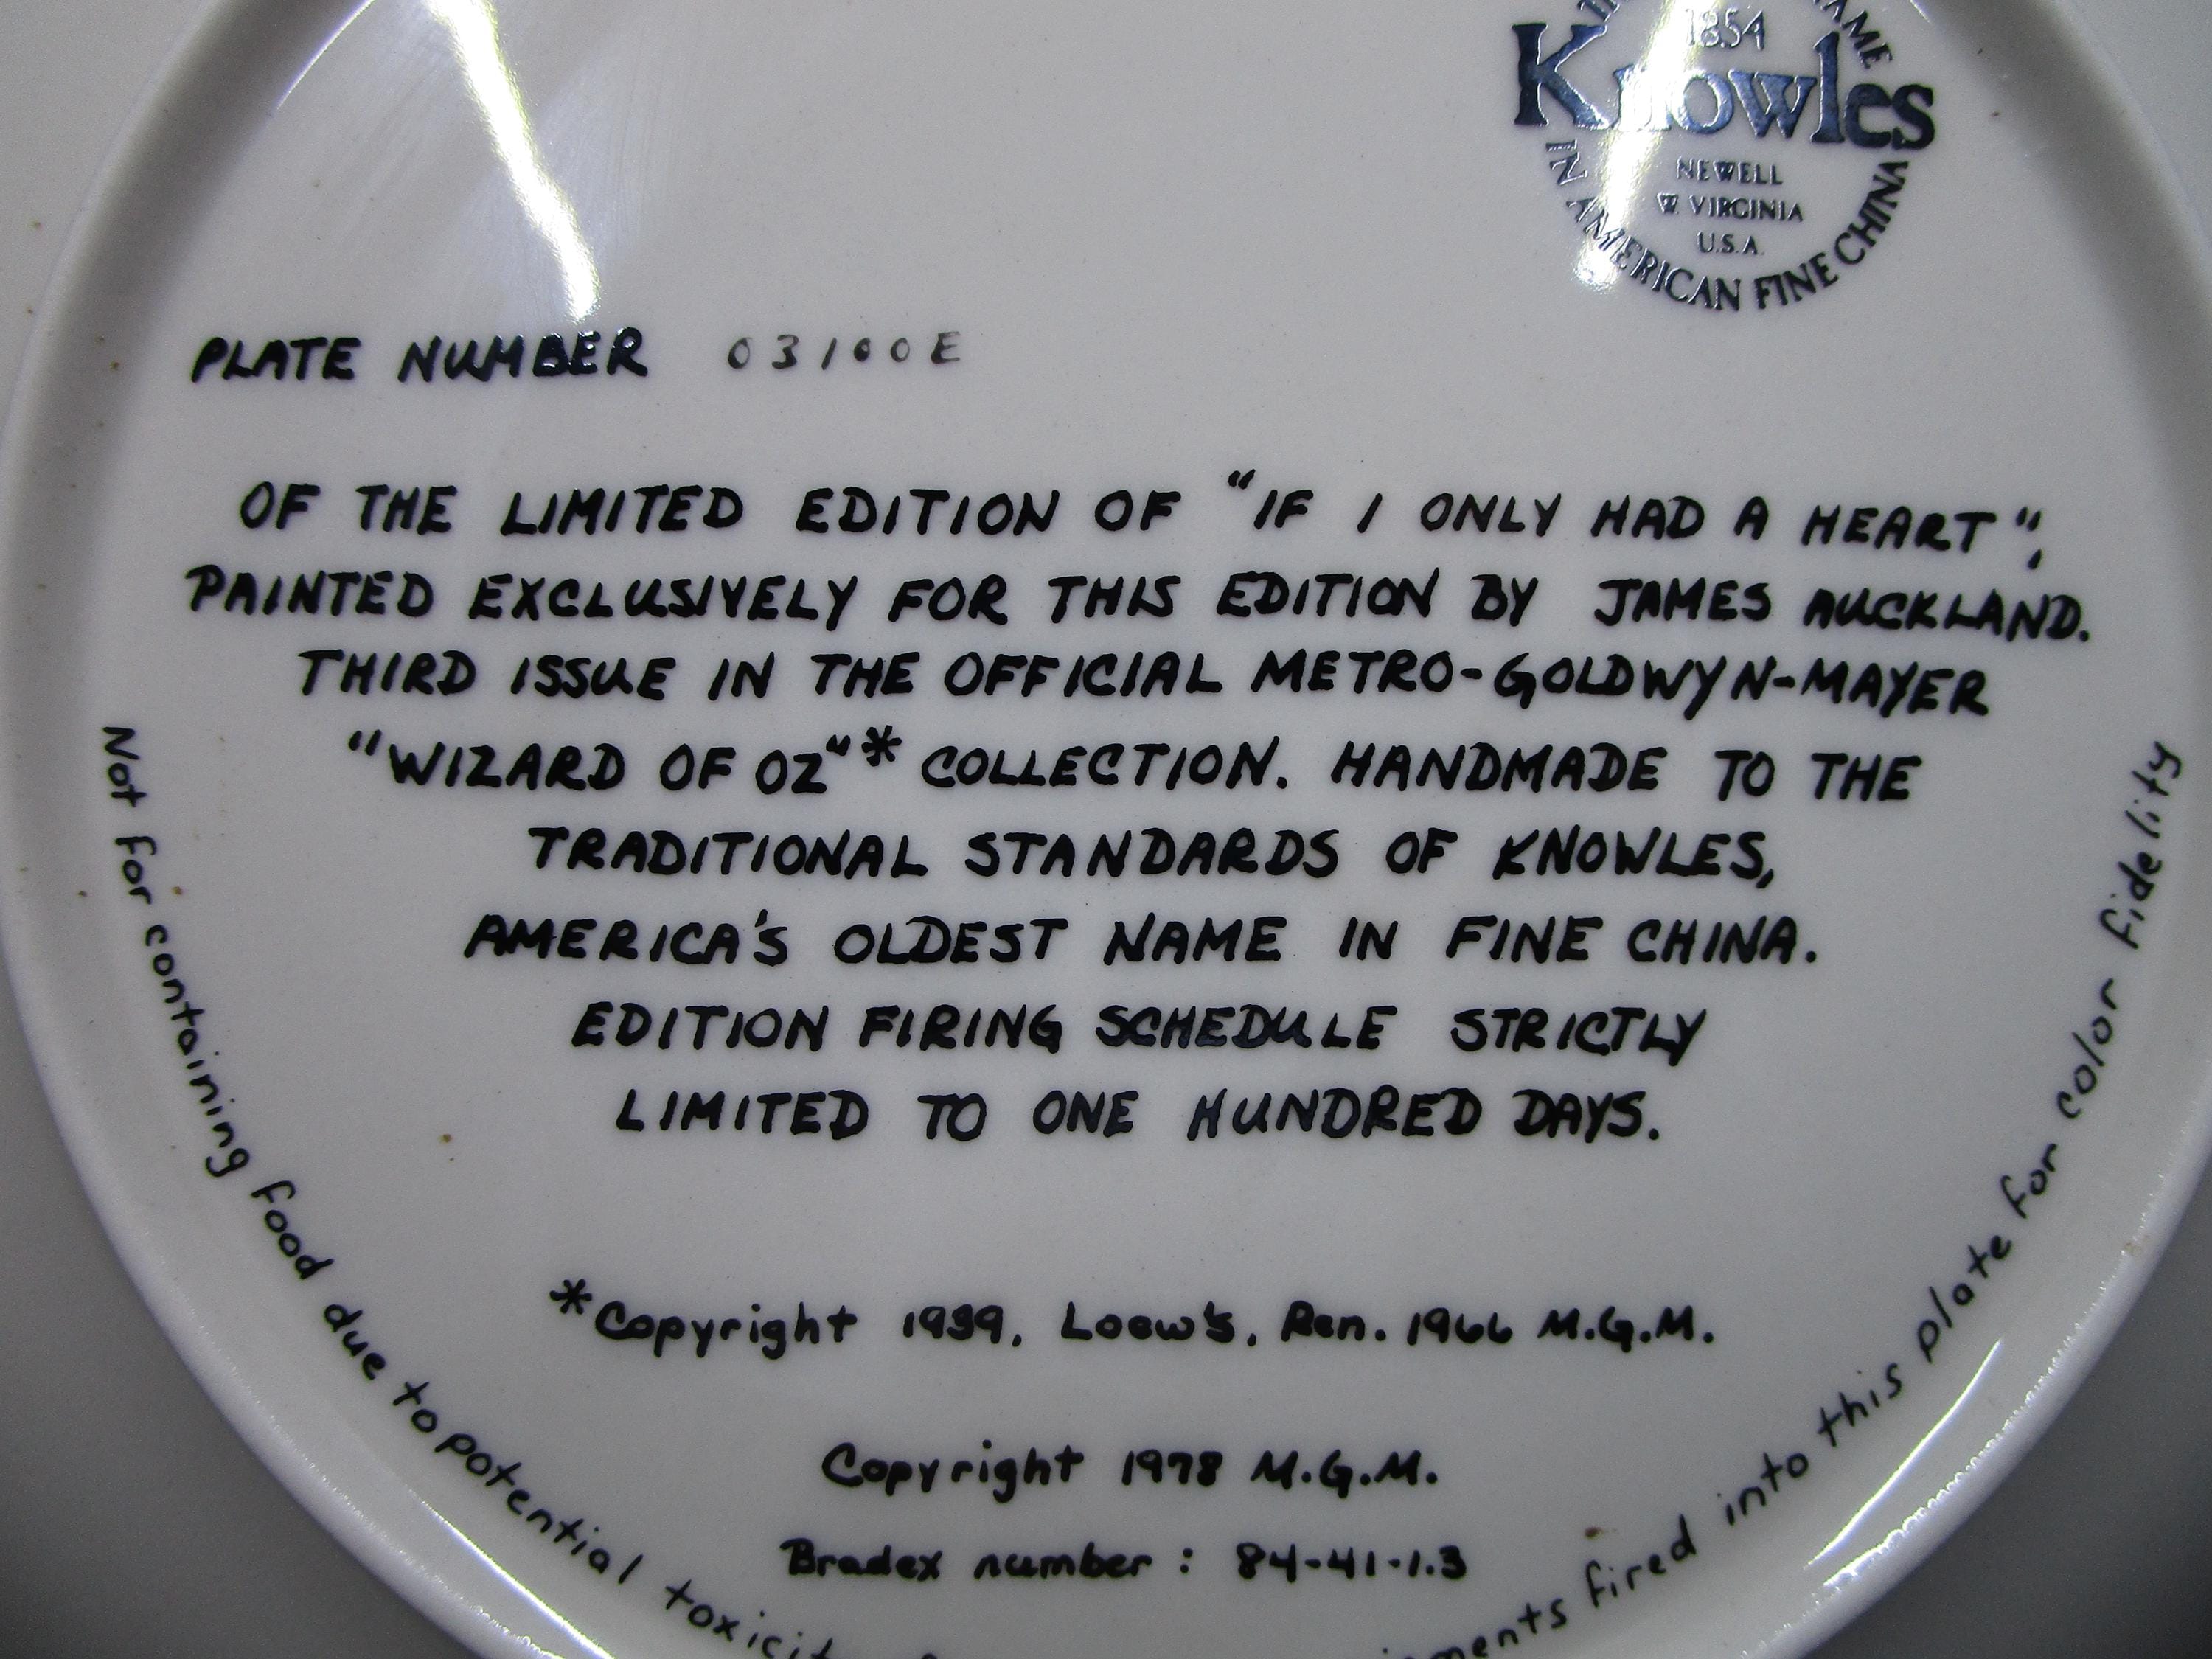 NAME
1854
Knowles
NEWELL
W. VIRGINIA
U.S.A.
IN AMERICAN FINE CHINA
PLATE NUMBER 03100E
OF THE LIMITED EDITION OF "IF I ONLY HAD A HEART",
PAINTED EXCLUSIVELY FOR THIS EDITION BY JAMES AUCKLAND.
THIRD ISSUE IN THE OFFICIAL METRO-GOLDWYN-MAYER
"WIZARD OF OZ"* COLLECTION. HANDMADE TO THE
TRADITIONAL STANDARDS OF KNOWLES,
AMERICA'S OLDEST NAME IN FINE CHINA.
EDITION FIRING SCHEDULE STRICTLY
LIMITED TO ONE HUNDRED DAYS.
*Copyright 1939, Loew's, Ren. 1966 M.G.M.
Copyright 1978 M.G.M.
Bradex number: 84-41-1.3
Not for containing food due to potential fired into this plate for color fidelity